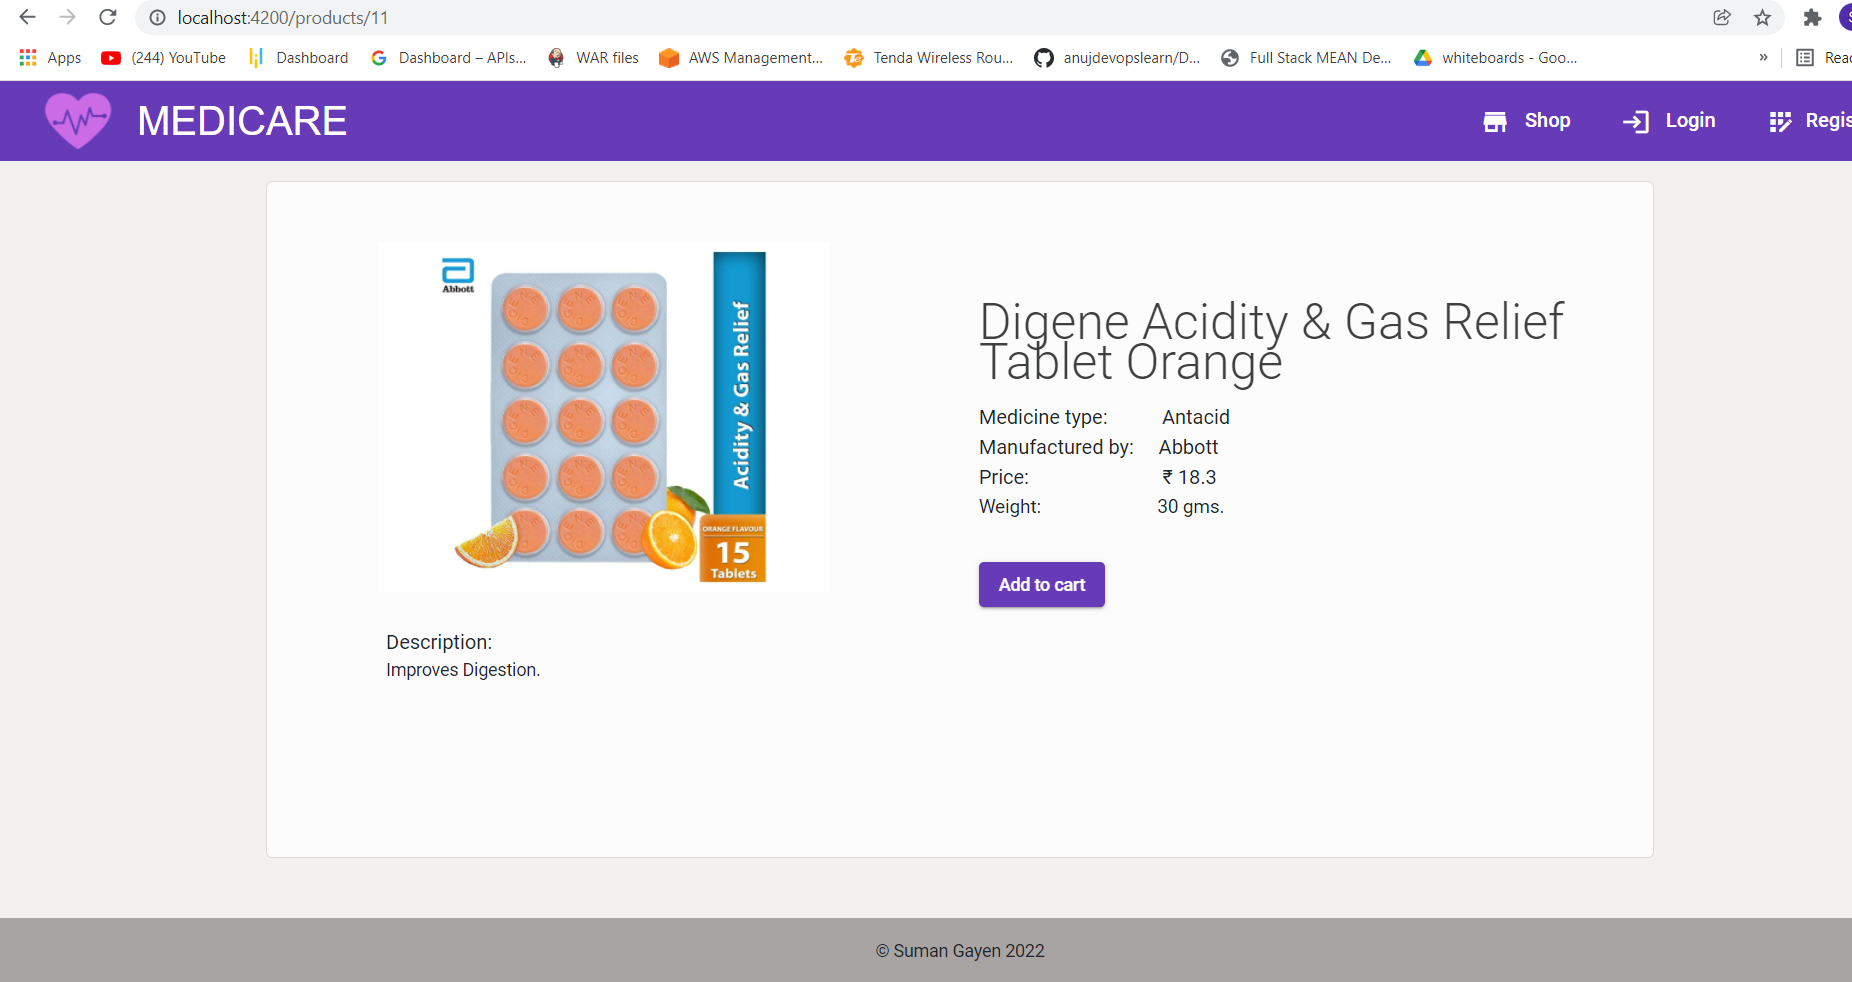 localhost:4200/products/11
Apps (244) YouTube Dashboard Dashboard – APIs... WAR files AWS Management... Tenda Wireless Rou... anujdevopslearn/D... Full Stack MEAN De... whiteboards - Goo... » Reac
MEDICARE Shop Login Regis
Abbott
Acidity & Gas Relief
ORANGE FLAVOUR
15
Tablets
Digene Acidity & Gas Relief
Tablet Orange
Medicine type: Antacid
Manufactured by: Abbott
Price: ₹ 18.3
Weight: 30 gms.
Add to cart
Description:
Improves Digestion.
© Suman Gayen 2022